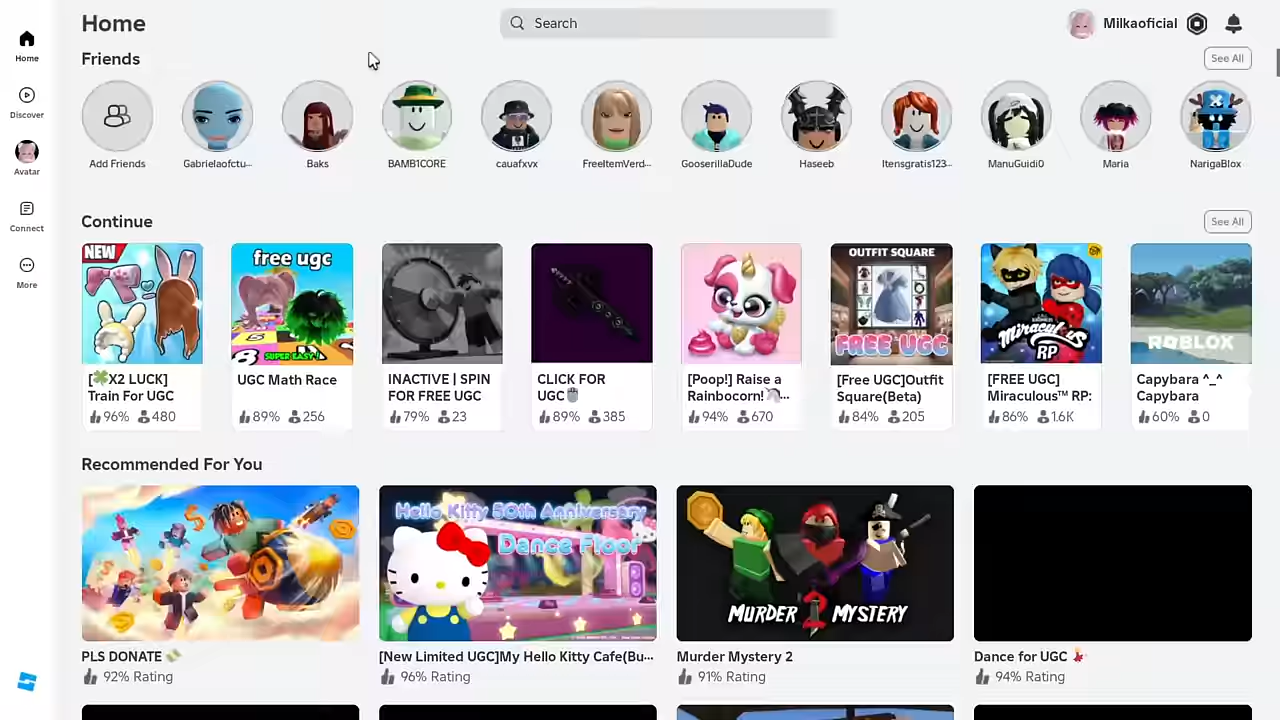 Home
Search
Milkaoficial
Home
Discover
Avatar
Connect
More
Friends
See All
Add Friends
Gabrielaofctu...
Baks
BAMB1CORE
cauafxvx
FreeItemVerd...
GooserillaDude
Haseeb
Itensgratis123...
ManuGuidi0
Maria
NarigaBlox
Continue
See All
NEW
free ugc
SUPER EASY!
OUTFIT SQUARE
FREE UGC
Miraculous
RP
ROBLOX
[🍀X2 LUCK]
Train For UGC
96% 480
UGC Math Race
89% 256
INACTIVE | SPIN
FOR FREE UGC
79% 23
CLICK FOR
UGC🖱️
89% 385
[Poop!] Raise a
Rainbocorn!🦄...
94% 670
[Free UGC]Outfit
Square(Beta)
84% 205
[FREE UGC]
Miraculous™ RP:
86% 1.6K
Capybara ^_^
Capybara
60% 0
Recommended For You
Hello Kitty 50th Anniversary
Dance Floor
MURDER 2 MYSTERY
PLS DONATE 💸
92% Rating
[New Limited UGC]My Hello Kitty Cafe(Bu...
96% Rating
Murder Mystery 2
91% Rating
Dance for UGC 💃
94% Rating